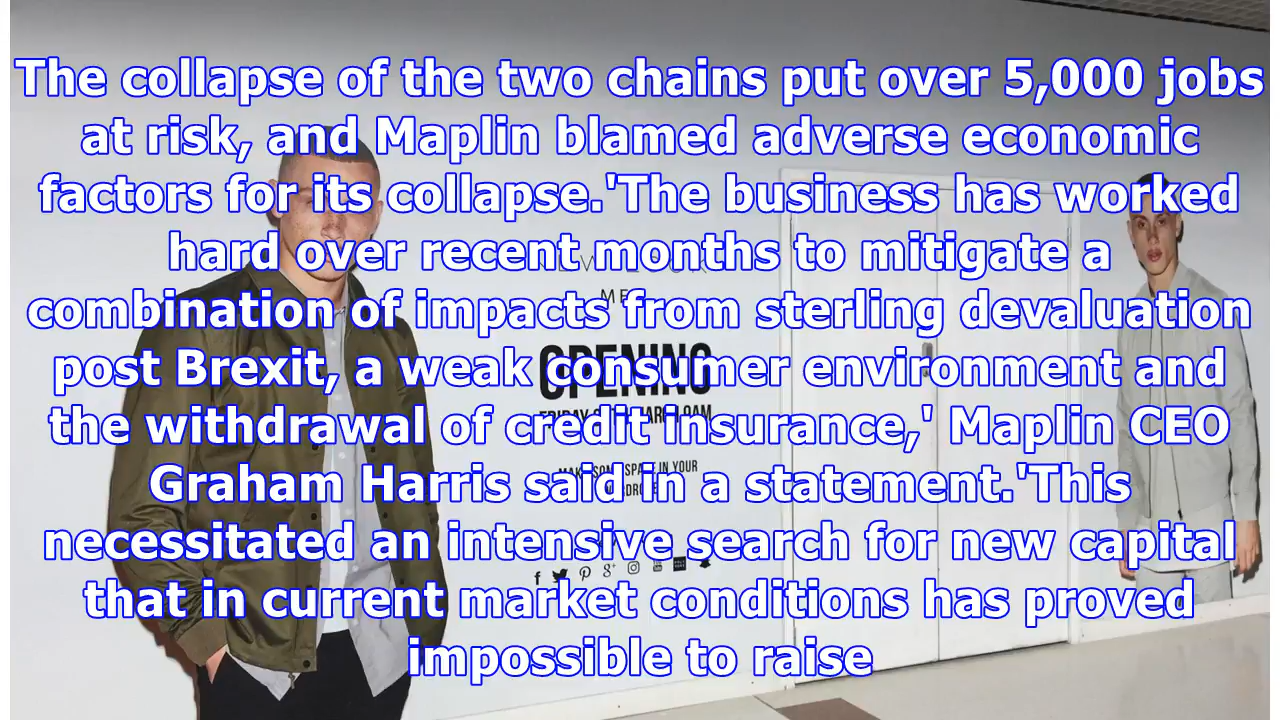 The collapse of the two chains put over 5,000 jobs
at risk, and Maplin blamed adverse economic
factors for its collapse.'The business has worked
hard over recent months to mitigate a
combination of impacts from sterling devaluation
post Brexit, a weak consumer environment and
the withdrawal of credit insurance,' Maplin CEO
Graham Harris said in a statement.'This
necessitated an intensive search for new capital
that in current market conditions has proved
impossible to raise
OPENING